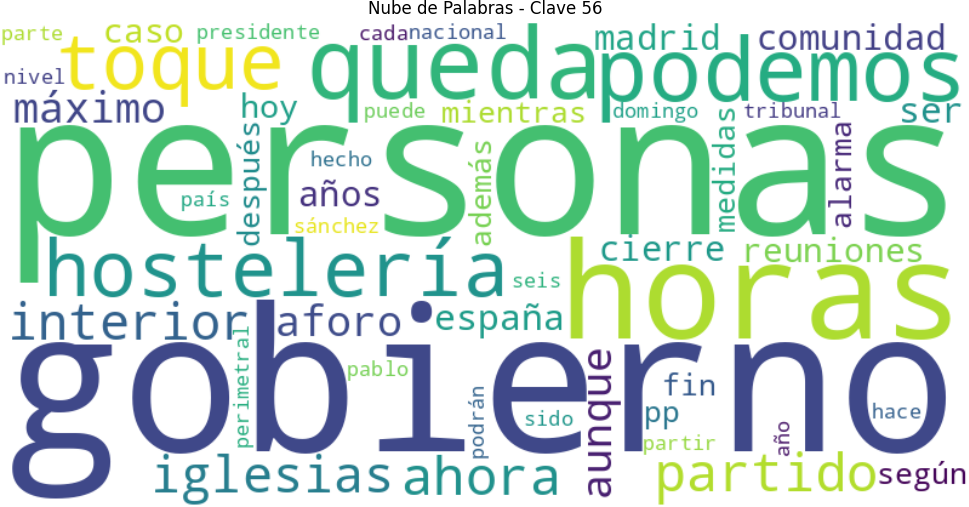 Nube de Palabras - Clave 56
parte caso presidente cada nacional madrid comunidad
nivel toque queda podemos
máximo hoy puede mientras domingo tribunal ser
personas
después hecho además medidas alarma
país años
sánchez
hostelería seis cierre reuniones
horas
interior aforo españa
gobierno
perimetral pablo podrán sido aunque fin pp hace
partir año
iglesias ahora partido según